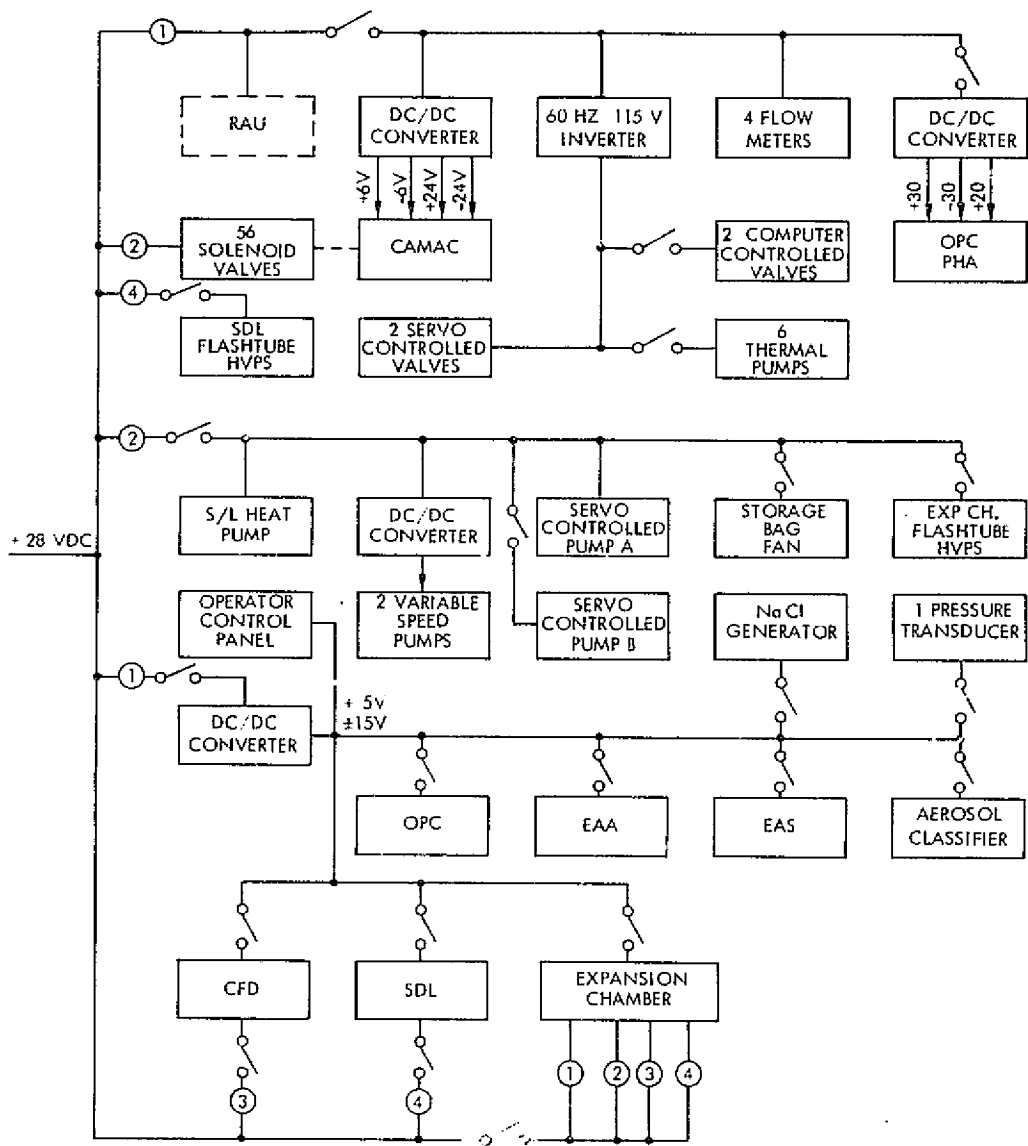 1
RAU
DC/DC
CONVERTER
60 HZ 115 V
INVERTER
4 FLOW
METERS
DC/DC
CONVERTER
+6V
-6V
+24V
-24V
+30
-30
+20
2
56
SOLENOID
VALVES
CAMAC
2 COMPUTER
CONTROLLED
VALVES
OPC
PHA
4
SDL
FLASHTUBE
HVPS
2 SERVO
CONTROLLED
VALVES
6
THERMAL
PUMPS
2
S/L HEAT
PUMP
DC/DC
CONVERTER
SERVO
CONTROLLED
PUMP A
STORAGE
BAG
FAN
EXP CH.
FLASHTUBE
HVPS
+ 28 VDC
OPERATOR
CONTROL
PANEL
2 VARIABLE
SPEED
PUMPS
SERVO
CONTROLLED
PUMP B
NaCl
GENERATOR
1 PRESSURE
TRANSDUCER
1
DC/DC
CONVERTER
+ 5V
±15V
OPC
EAA
EAS
AEROSOL
CLASSIFIER
CFD
SDL
EXPANSION
CHAMBER
1
2
3
4
3
4